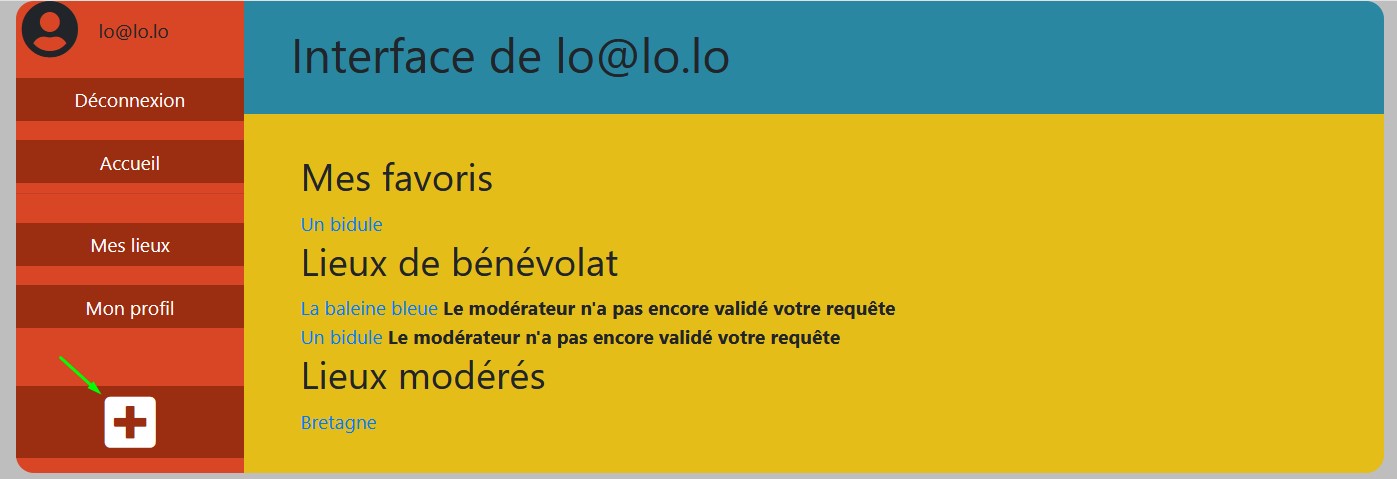 lo@lo.lo
Déconnexion
Accueil
Mes lieux
Mon profil
Interface de lo@lo.lo
Mes favoris
Un bidule
Lieux de bénévolat
La baleine bleue Le modérateur n'a pas encore validé votre requête
Un bidule Le modérateur n'a pas encore validé votre requête
Lieux modérés
Bretagne